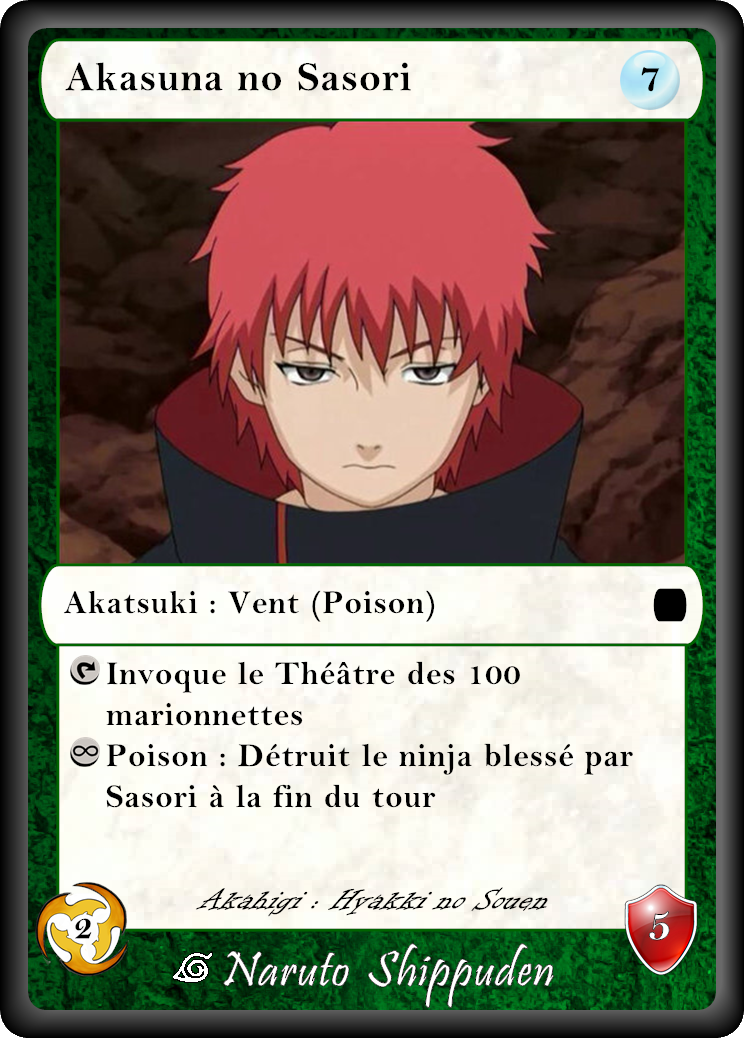 Akasuna no Sasori
7
Akatsuki : Vent (Poison)
Invoque le Théâtre des 100
marionnettes
∞ Poison : Détruit le ninja blessé par
Sasori à la fin du tour
Akahigi : Hyakki no Souen
2
5
Naruto Shippuden